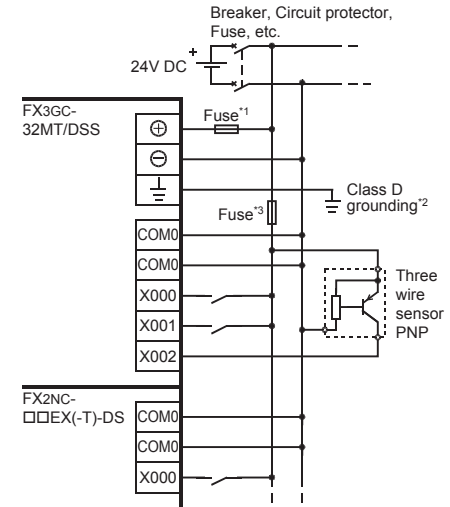 Breaker, Circuit protector,
Fuse, etc.
+
24V DC
FX3GC-
32MT/DSS
Fuse*1
⊕
⊖
Class D
grounding*2
Fuse*3
COM0
COM0
X000
X001
X002
Three
wire
sensor
PNP
FX2NC-
□□EX(-T)-DS
COM0
COM0
X000